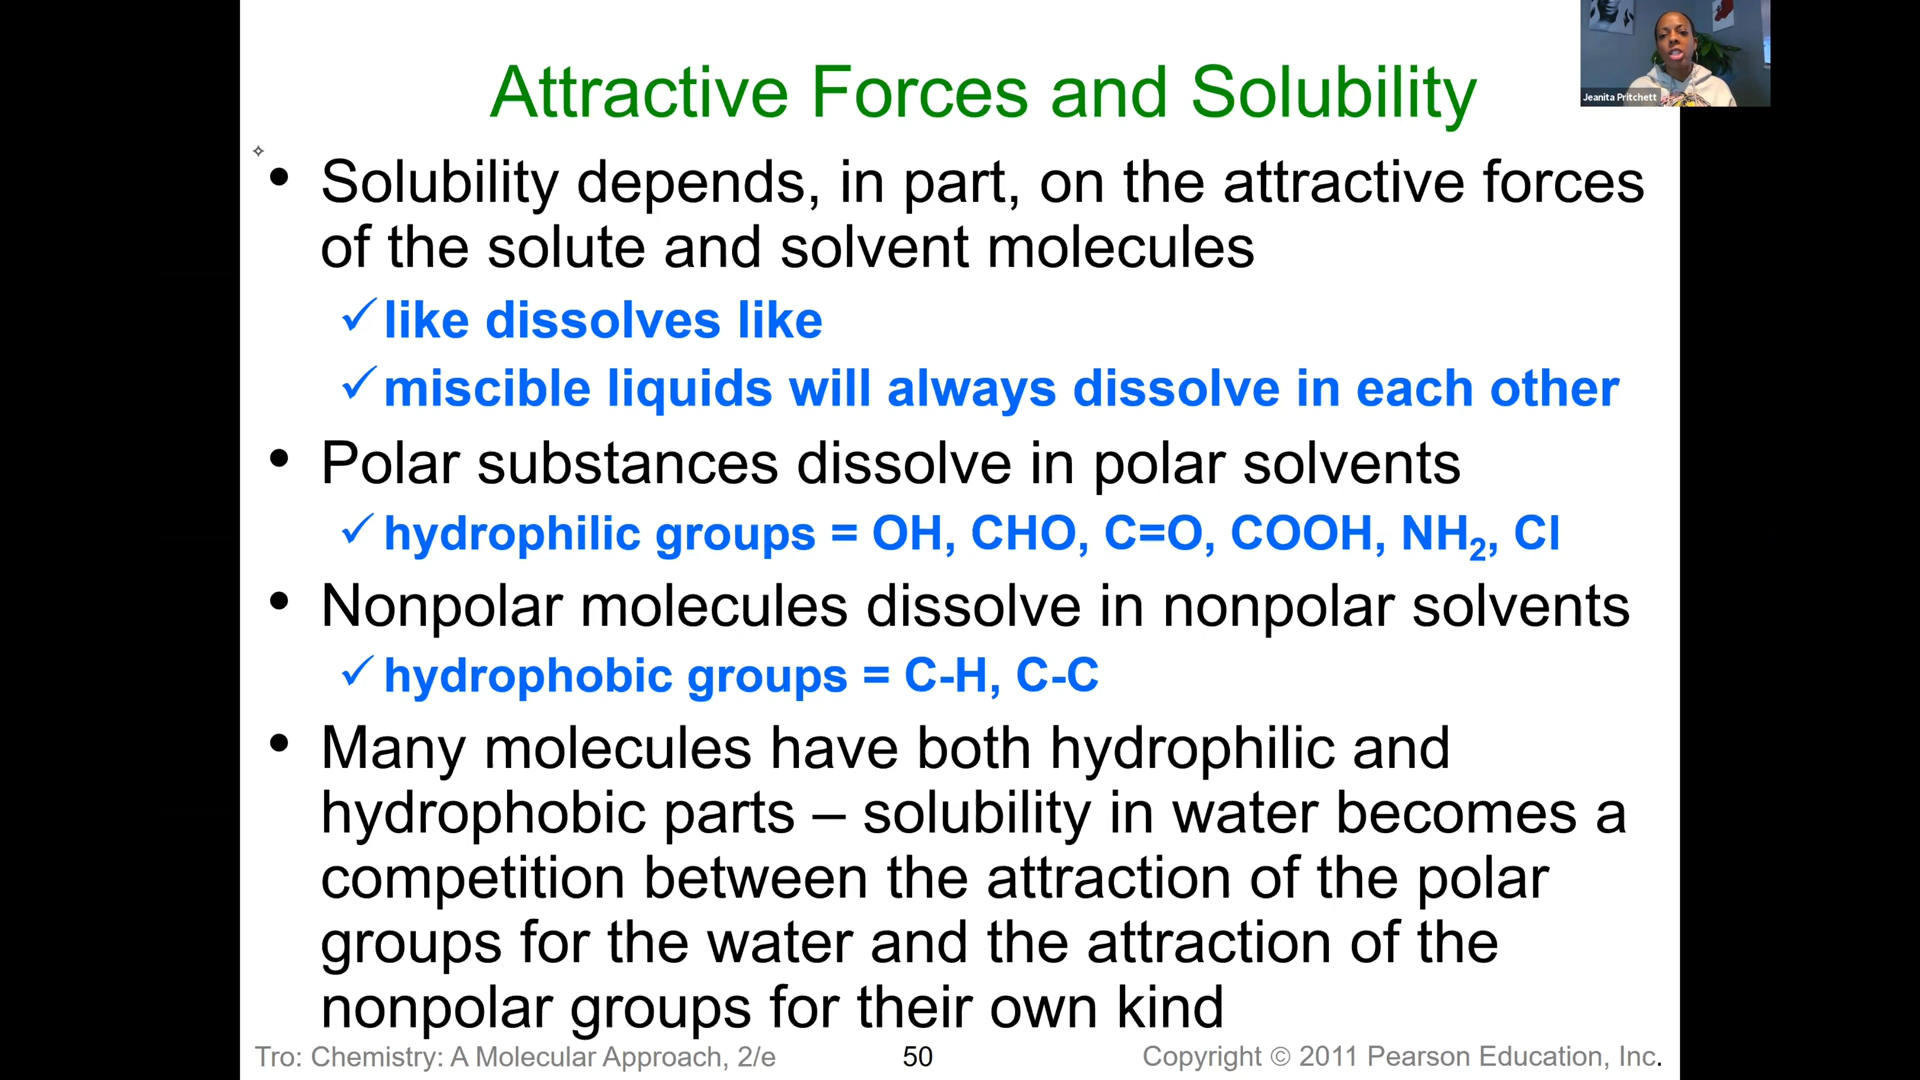 Attractive Forces and Solubility
Jeanita Pritchett
• Solubility depends, in part, on the attractive forces
of the solute and solvent molecules
✓like dissolves like
✓miscible liquids will always dissolve in each other
• Polar substances dissolve in polar solvents
✓hydrophilic groups = OH, CHO, C=O, COOH, NH₂, Cl
• Nonpolar molecules dissolve in nonpolar solvents
✓hydrophobic groups = C-H, C-C
• Many molecules have both hydrophilic and
hydrophobic parts – solubility in water becomes a
competition between the attraction of the polar
groups for the water and the attraction of the
nonpolar groups for their own kind
Tro: Chemistry: A Molecular Approach, 2/e 50 Copyright © 2011 Pearson Education, Inc.